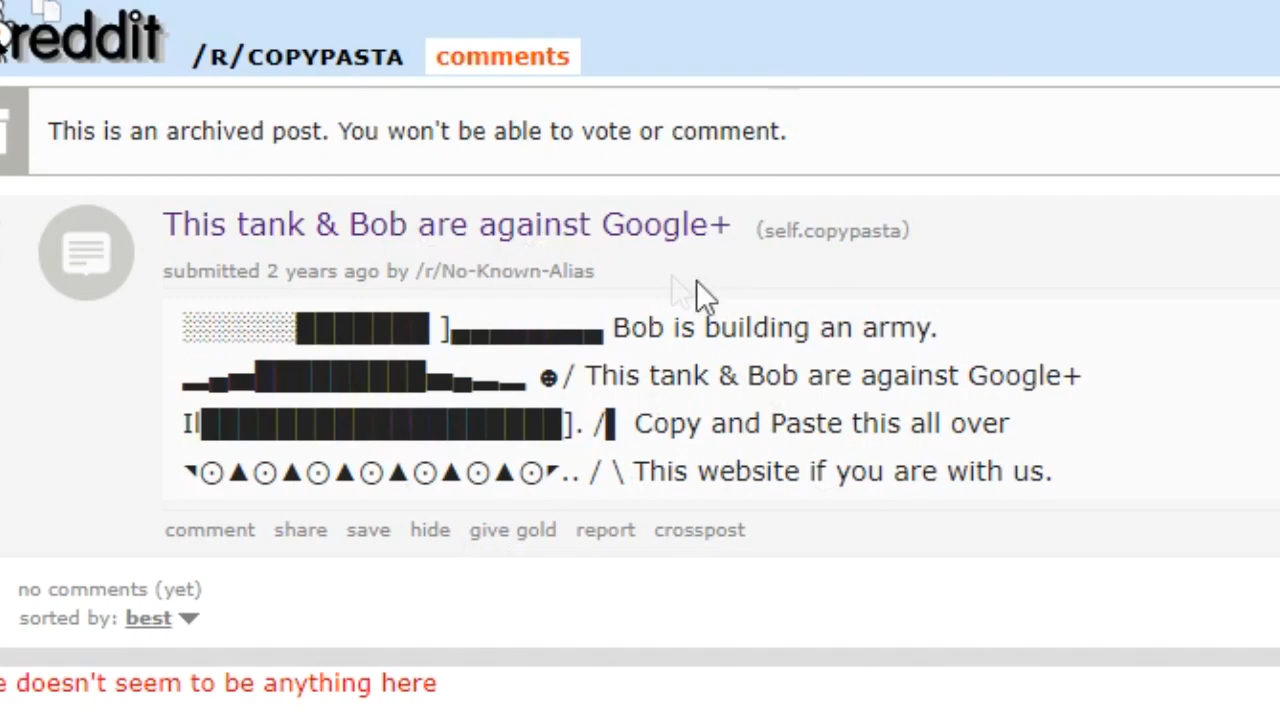 reddit /R/COPYPASTA comments
This is an archived post. You won't be able to vote or comment.
This tank & Bob are against Google+ (self.copypasta)
submitted 2 years ago by /r/No-Known-Alias
░░░░░░███████ ]▄▄▄▄▄▄▄▄ Bob is building an army.
▂▄▅█████████▅▄▃▂ ☻/ This tank & Bob are against Google+
Il███████████████████]. /▌ Copy and Paste this all over
◥⊙▲⊙▲⊙▲⊙▲⊙▲⊙▲⊙◤.. / \ This website if you are with us.
comment share save hide give gold report crosspost
no comments (yet)
sorted by: best
e doesn't seem to be anything here